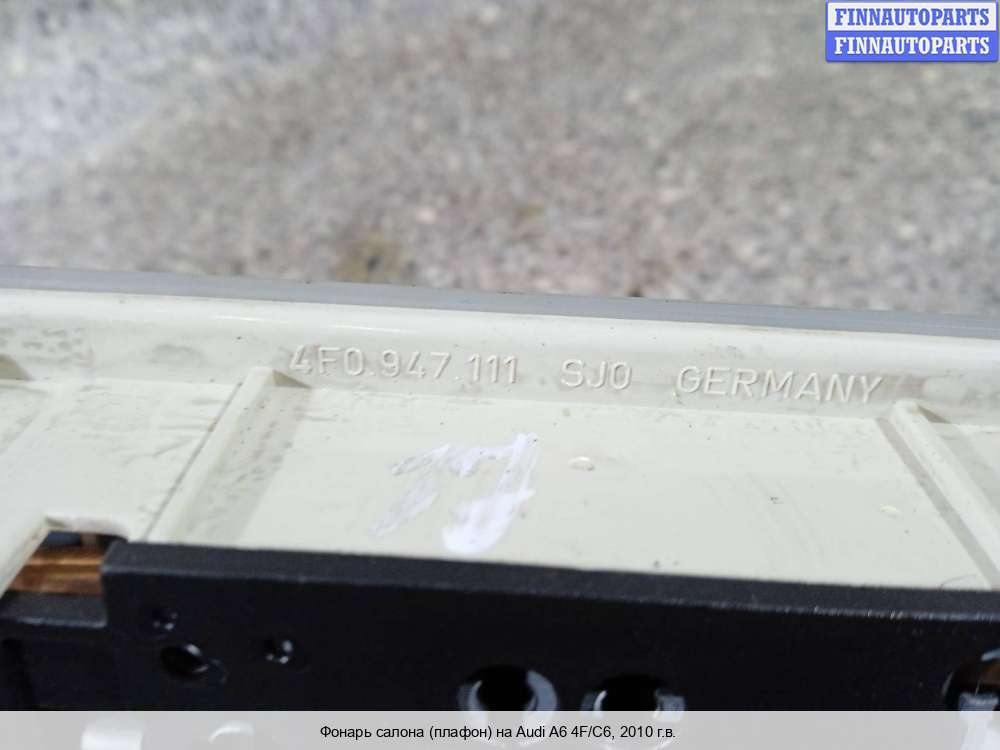 FINNAUTOPARTS
FINNAUTOPARTS
4F0.947.111 SJ0 GERMANY
Фонарь салона (плафон) на Audi A6 4F/C6, 2010 г.в.